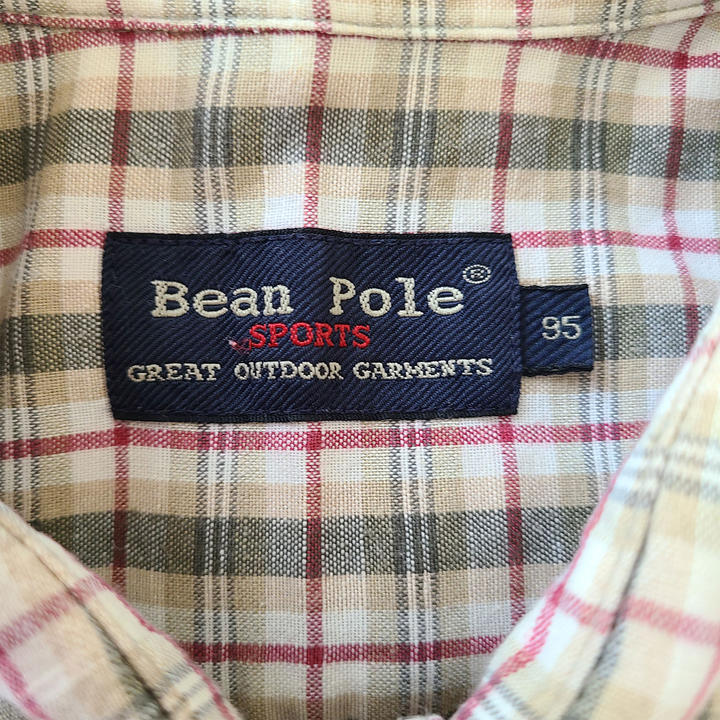 Bean Pole®
SPORTS
GREAT OUTDOOR GARMENTS
95